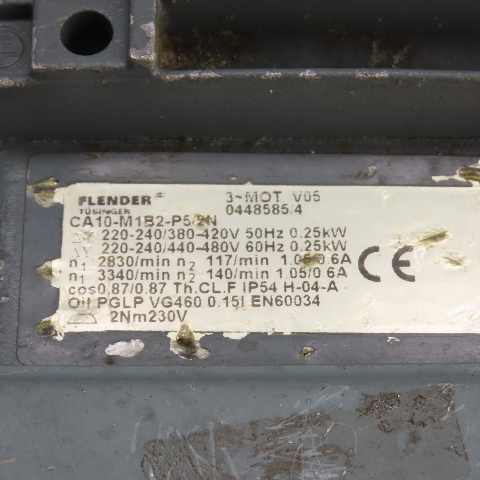 FLENDER 3~MOT V05
TÜBINGEN 0448585/4
CA10-M1B2-P5/2N
220-240/380-420V 50Hz 0.25kW
220-240/440-480V 60Hz 0.25kW
n1 2830/min n2 117/min 1.05/0.6A
n1 3340/min n2 140/min 1.05/0.6A
cos0,87/0.87 Th.CL.F IP54 H-04-A
Oil PGLP VG460 0.15l EN60034
2Nm230V
CE